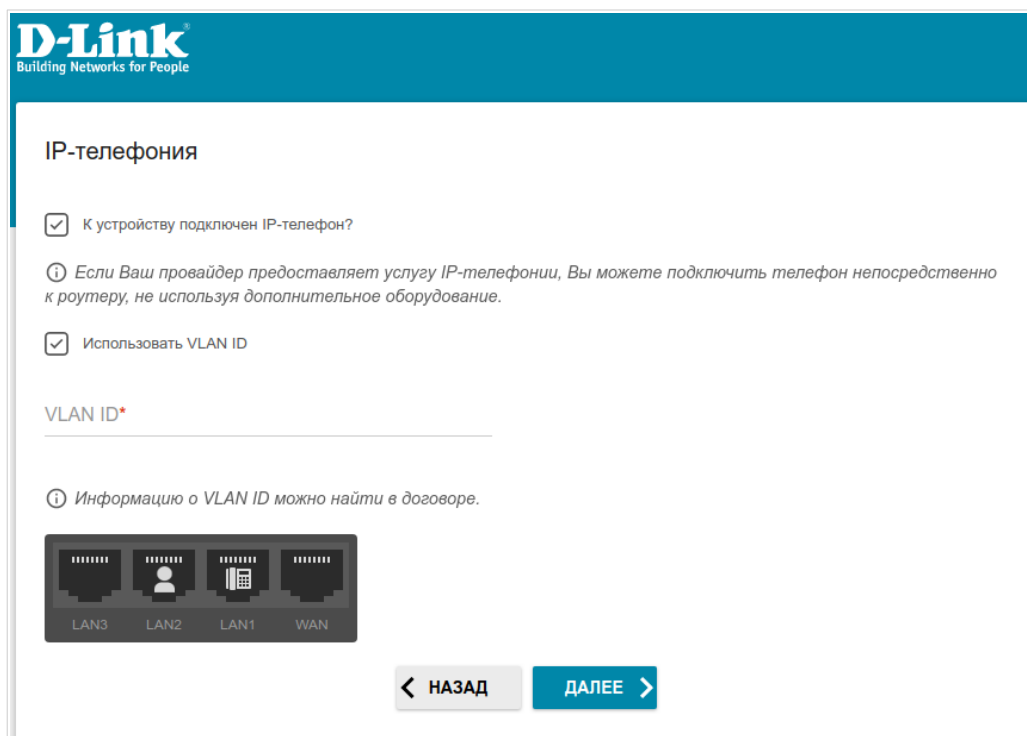 D-Link®
Building Networks for People
IP-телефония
К устройству подключен IP-телефон?
Если Ваш провайдер предоставляет услугу IP-телефонии, Вы можете подключить телефон непосредственно
к роутеру, не используя дополнительное оборудование.
Использовать VLAN ID
VLAN ID*
Информацию о VLAN ID можно найти в договоре.
LAN3 LAN2 LAN1 WAN
НАЗАД ДАЛЕЕ